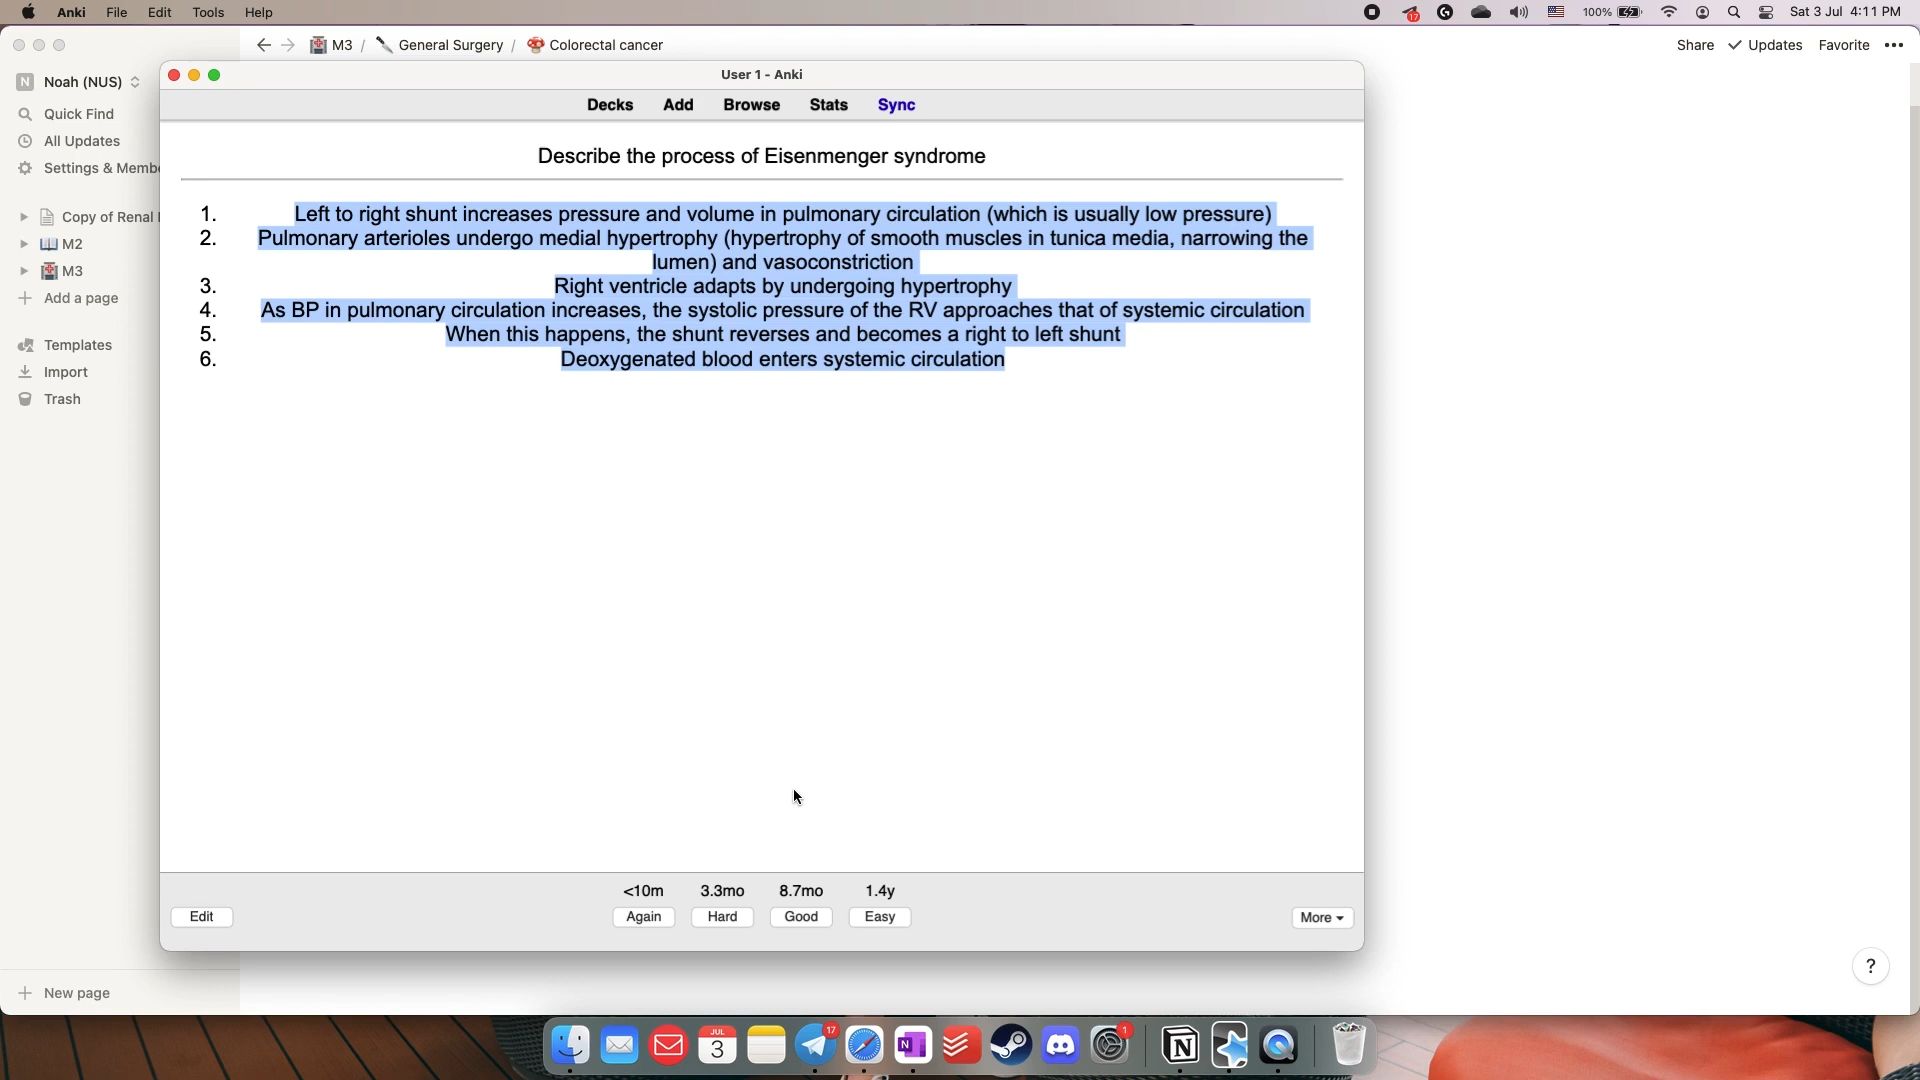 Anki File Edit Tools Help
17
100%
Sat 3 Jul 4:11 PM
M3 / General Surgery / Colorectal cancer
Share Updates Favorite
N Noah (NUS)
Quick Find
All Updates
Settings & Membe
Copy of Renal
M2
M3
Add a page
Templates
Import
Trash
New page
User 1 - Anki
Decks Add Browse Stats Sync
Describe the process of Eisenmenger syndrome
1. Left to right shunt increases pressure and volume in pulmonary circulation (which is usually low pressure)
2. Pulmonary arterioles undergo medial hypertrophy (hypertrophy of smooth muscles in tunica media, narrowing the
lumen) and vasoconstriction
3. Right ventricle adapts by undergoing hypertrophy
4. As BP in pulmonary circulation increases, the systolic pressure of the RV approaches that of systemic circulation
5. When this happens, the shunt reverses and becomes a right to left shunt
6. Deoxygenated blood enters systemic circulation
<10m 3.3mo 8.7mo 1.4y
Edit Again Hard Good Easy More
?
JUL
3
17
N
1
N